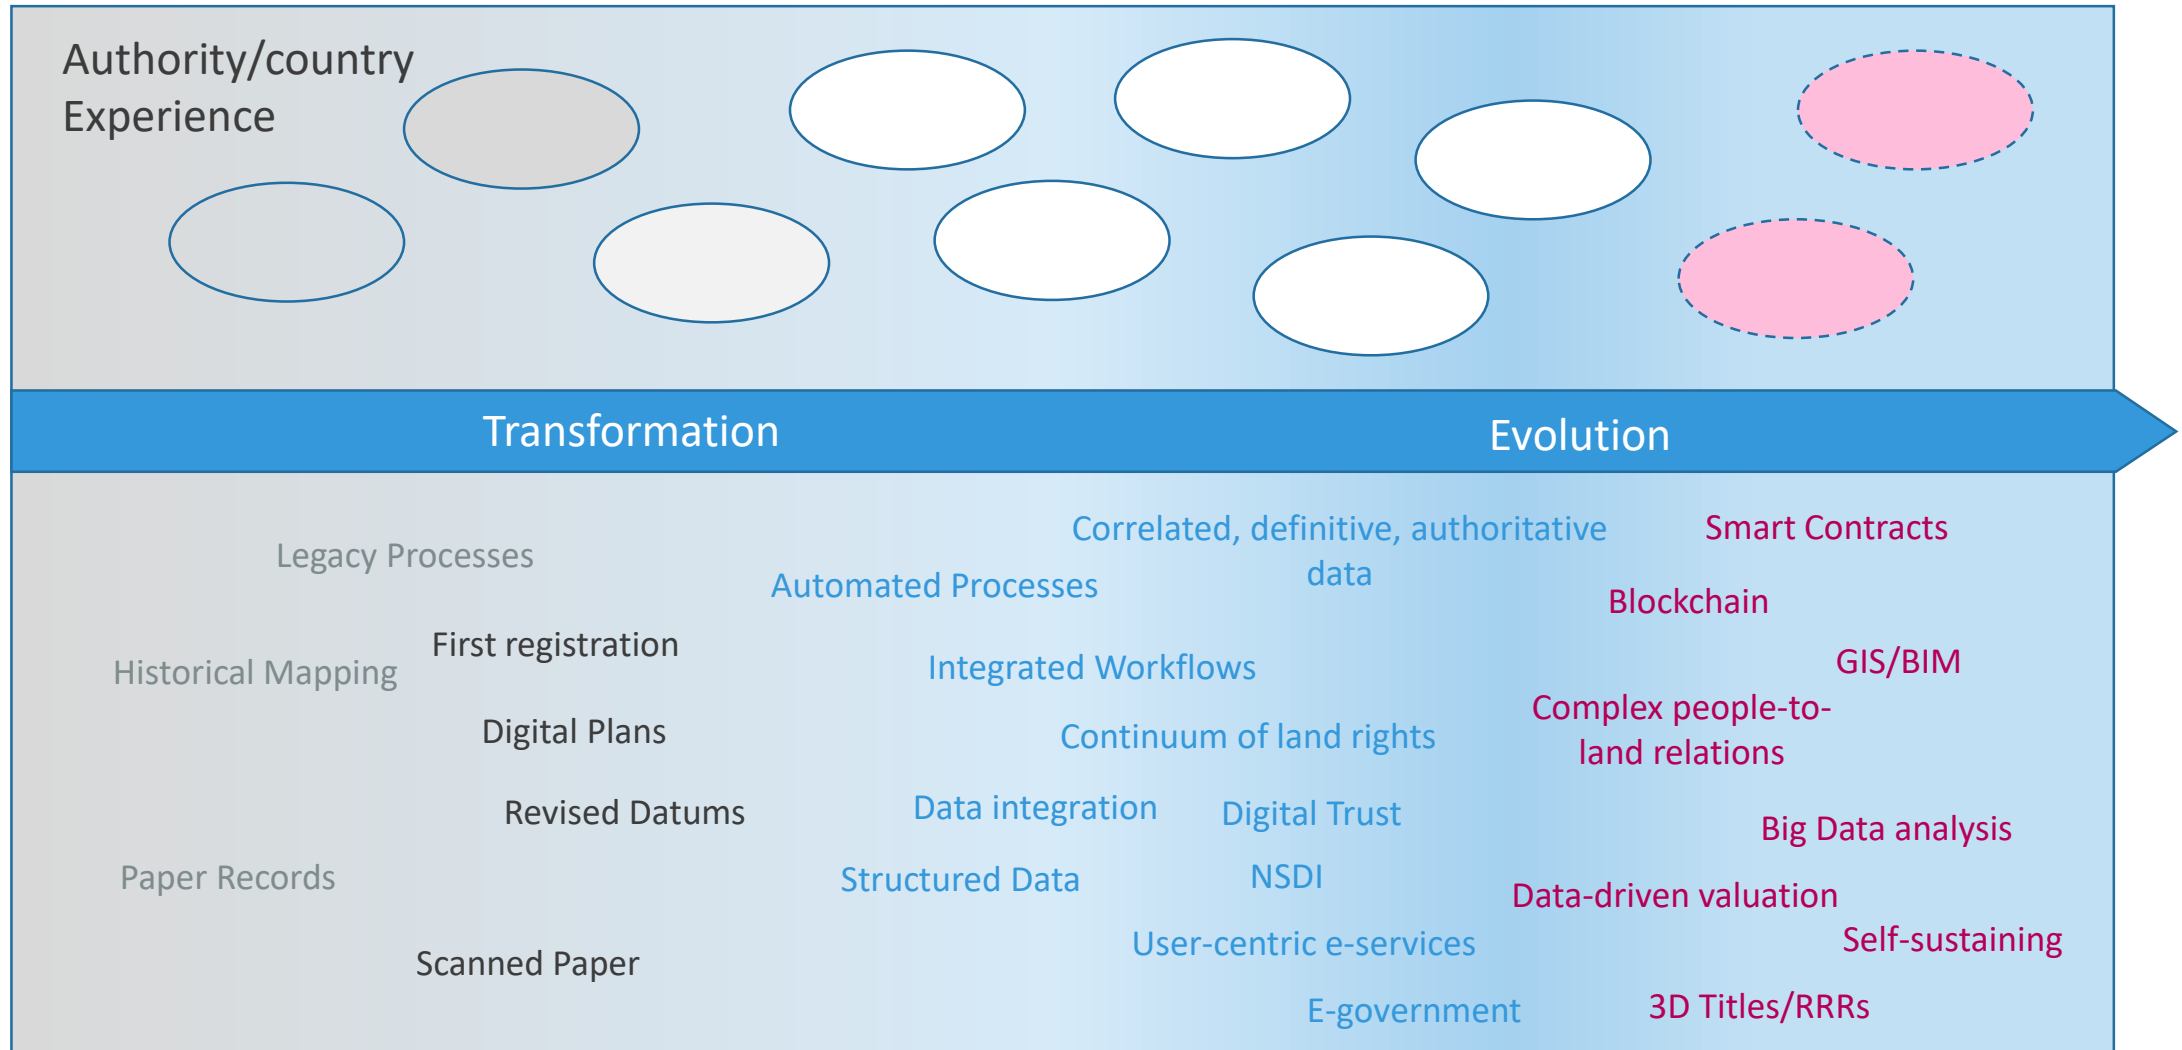 Authority/country
Experience
Transformation
Evolution
Legacy Processes
Historical Mapping
Paper Records
First registration
Digital Plans
Revised Datums
Scanned Paper
Automated Processes
Correlated, definitive, authoritative
data
Integrated Workflows
Continuum of land rights
Data integration
Digital Trust
Structured Data
NSDI
User-centric e-services
E-government
Smart Contracts
Blockchain
GIS/BIM
Complex people-to-
land relations
Big Data analysis
Data-driven valuation
Self-sustaining
3D Titles/RRRs